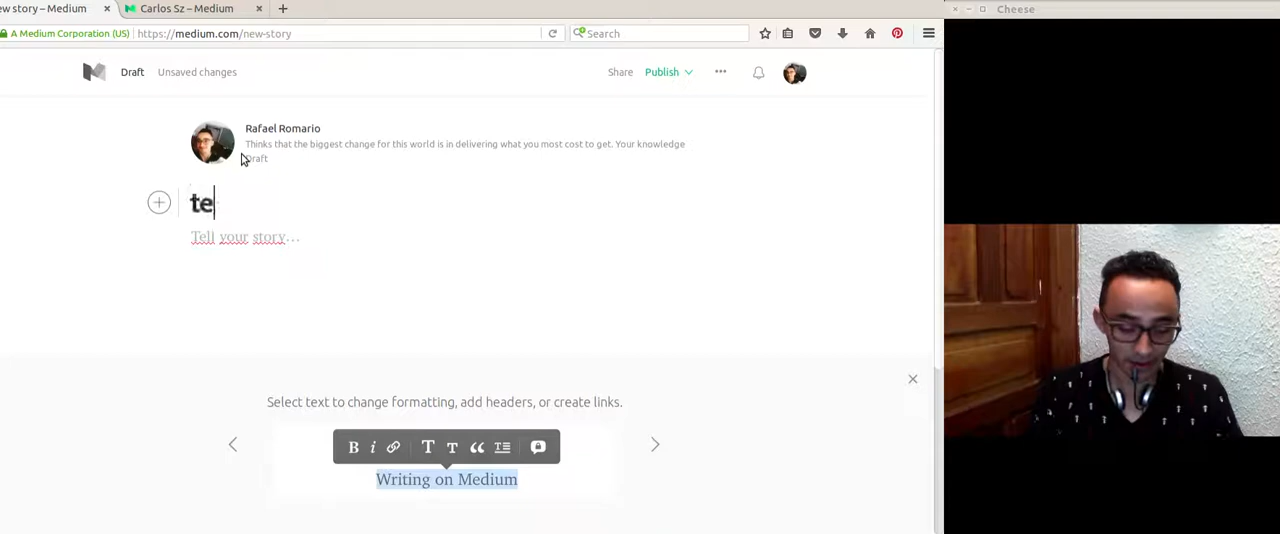 ew story – Medium
Carlos Sz – Medium
Cheese
A Medium Corporation (US)
https://medium.com/new-story
Search
Draft
Unsaved changes
Share
Publish
Rafael Romario
Thinks that the biggest change for this world is in delivering what you most cost to get. Your knowledge
Draft
te
Tell your story…
Select text to change formatting, add headers, or create links.
B i T T
Writing on Medium